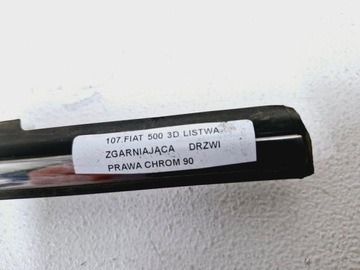 107.FIAT 500 3D LISTWA
ZGARNIAJĄCA DRZWI
PRAWA CHROM 90